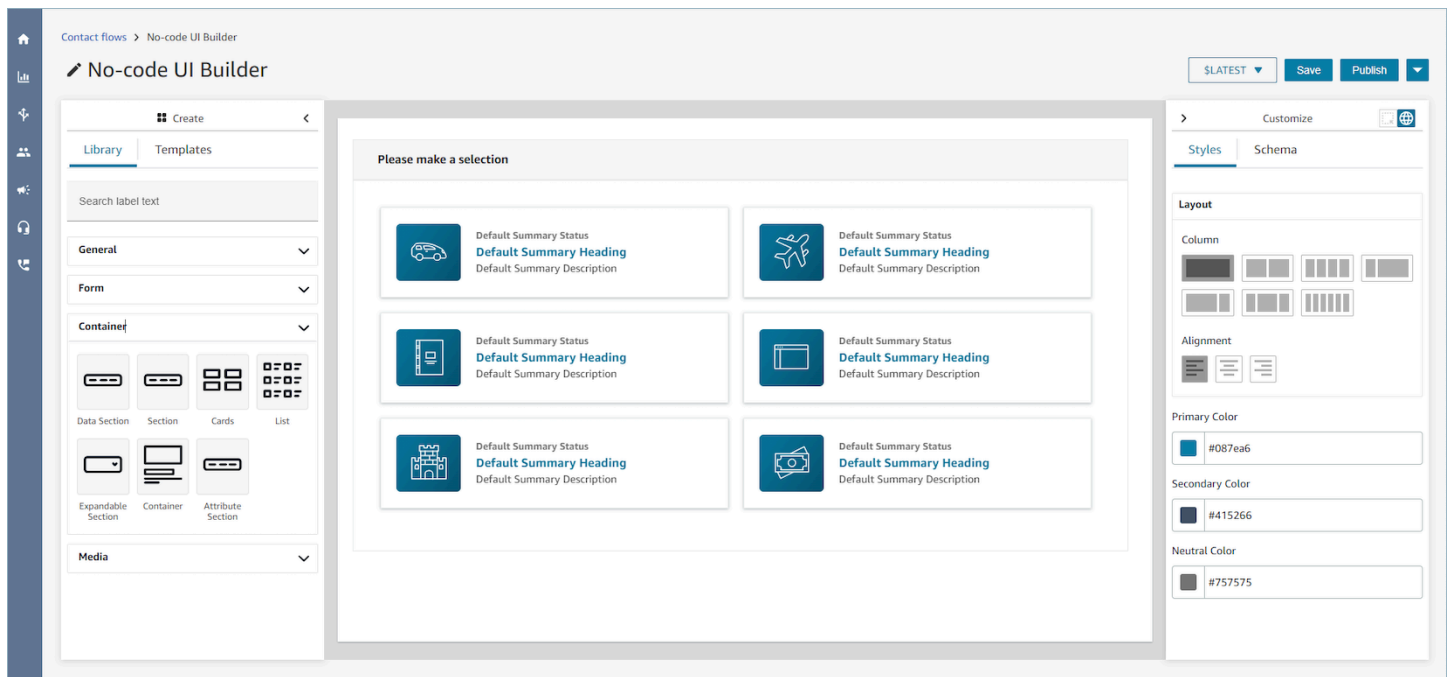 Contact flows > No-code UI Builder
No-code UI Builder
$LATEST
Save
Publish
Create
Library
Templates
Search label text
General
Form
Container
Data Section
Section
Cards
List
Expandable
Section
Container
Attribute
Section
Media
Please make a selection
Default Summary Status
Default Summary Heading
Default Summary Description
Default Summary Status
Default Summary Heading
Default Summary Description
Default Summary Status
Default Summary Heading
Default Summary Description
Default Summary Status
Default Summary Heading
Default Summary Description
Default Summary Status
Default Summary Heading
Default Summary Description
Default Summary Status
Default Summary Heading
Default Summary Description
Customize
Styles
Schema
Layout
Column
Alignment
Primary Color
#087ea6
Secondary Color
#415266
Neutral Color
#757575